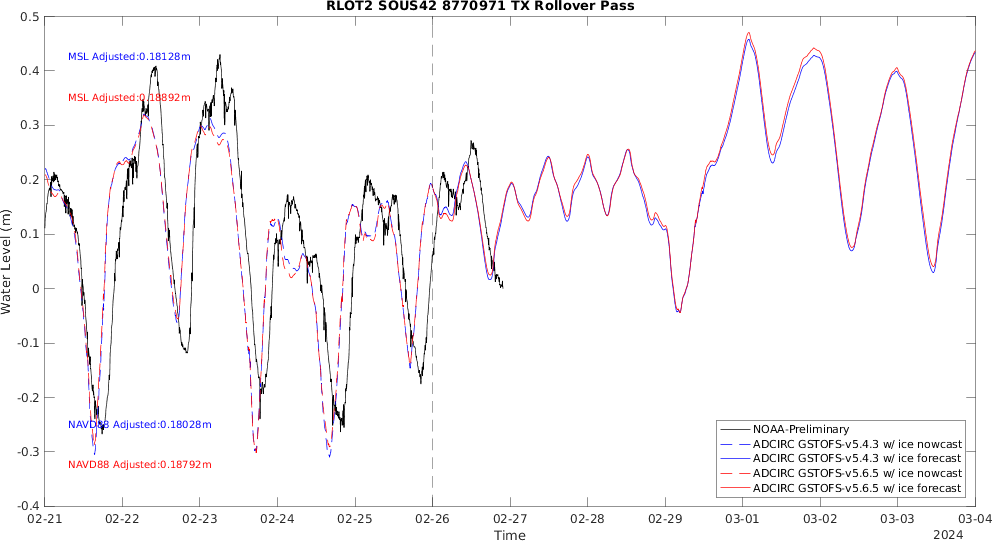 RLOT2 SOUS42 8770971 TX Rollover Pass
0.5
0.4
0.3
0.2
0.1
0
-0.1
-0.2
-0.3
-0.4
Water Level (m)
MSL Adjusted:0.18128m
MSL Adjusted:0.18892m
NAVD88 Adjusted:0.18028m
NAVD88 Adjusted:0.18792m
NOAA-Preliminary
ADCIRC GSTOFS-v5.4.3 w/ ice nowcast
ADCIRC GSTOFS-v5.4.3 w/ ice forecast
ADCIRC GSTOFS-v5.6.5 w/ ice nowcast
ADCIRC GSTOFS-v5.6.5 w/ ice forecast
02-21 02-22 02-23 02-24 02-25 02-26 02-27 02-28 02-29 03-01 03-02 03-03 03-04
Time
2024